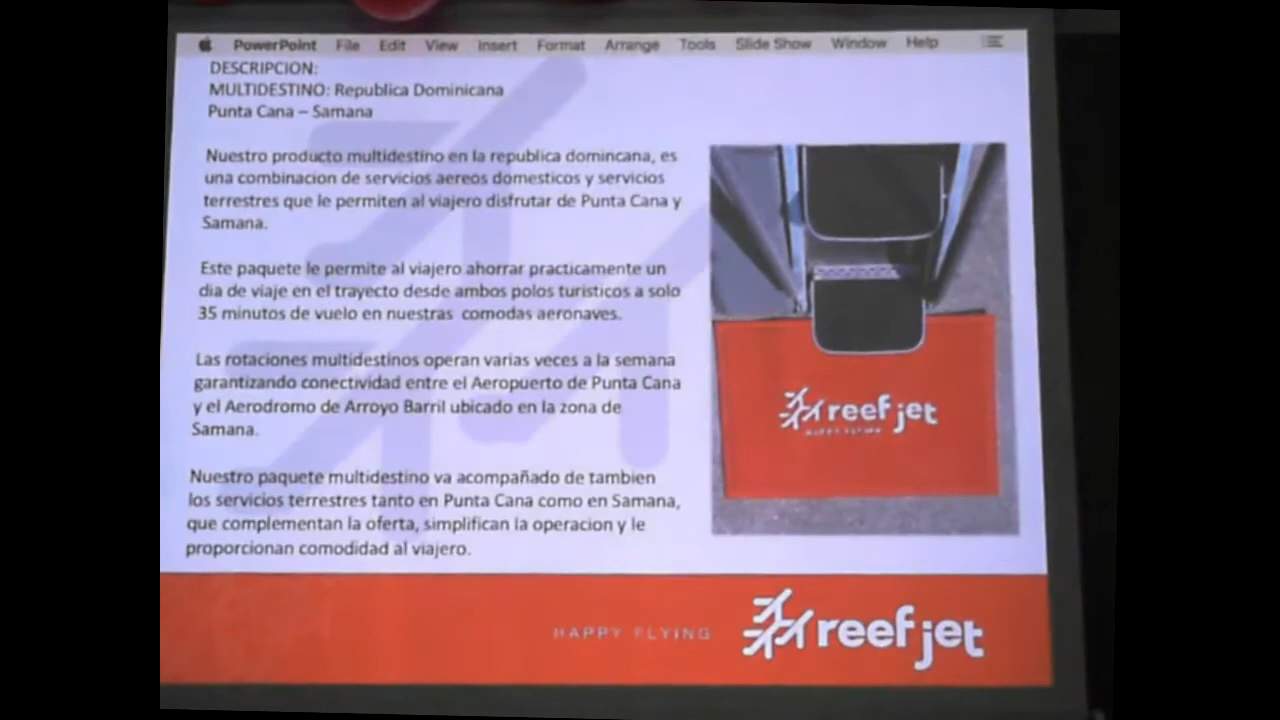 PowerPoint File Edit View Insert Format Arrange Tools Slide Show Window Help
DESCRIPCION:
MULTIDESTINO: Republica Dominicana
Punta Cana – Samana
Nuestro producto multidestino en la republica domincana, es
una combinacion de servicios aereos domesticos y servicios
terrestres que le permiten al viajero disfrutar de Punta Cana y
Samana.
Este paquete le permite al viajero ahorrar practicamente un
dia de viaje en el trayecto desde ambos polos turisticos a solo
35 minutos de vuelo en nuestras comodas aeronaves.
Las rotaciones multidestinos operan varias veces a la semana
garantizando conectividad entre el Aeropuerto de Punta Cana
y el Aerodromo de Arroyo Barril ubicado en la zona de
Samana.
Nuestro paquete multidestino va acompañado de tambien
los servicios terrestres tanto en Punta Cana como en Samana,
que complementan la oferta, simplifican la operacion y le
proporcionan comodidad al viajero.
reef jet
HAPPY FLYING
HAPPY FLYING
reef jet